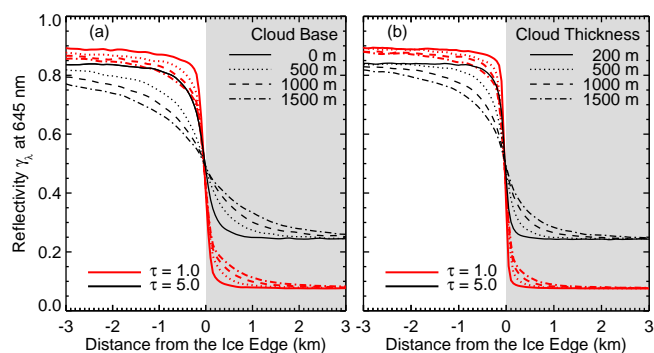 (a)
Cloud Base
0 m
500 m
1000 m
1500 m
τ = 1.0
τ = 5.0
(b)
Cloud Thickness
200 m
500 m
1000 m
1500 m
τ = 1.0
τ = 5.0
Reflectivity γλ at 645 nm
1.0
0.8
0.6
0.4
0.2
0.0
-3 -2 -1 0 1 2 3
-3 -2 -1 0 1 2 3
Distance from the Ice Edge (km)
Distance from the Ice Edge (km)